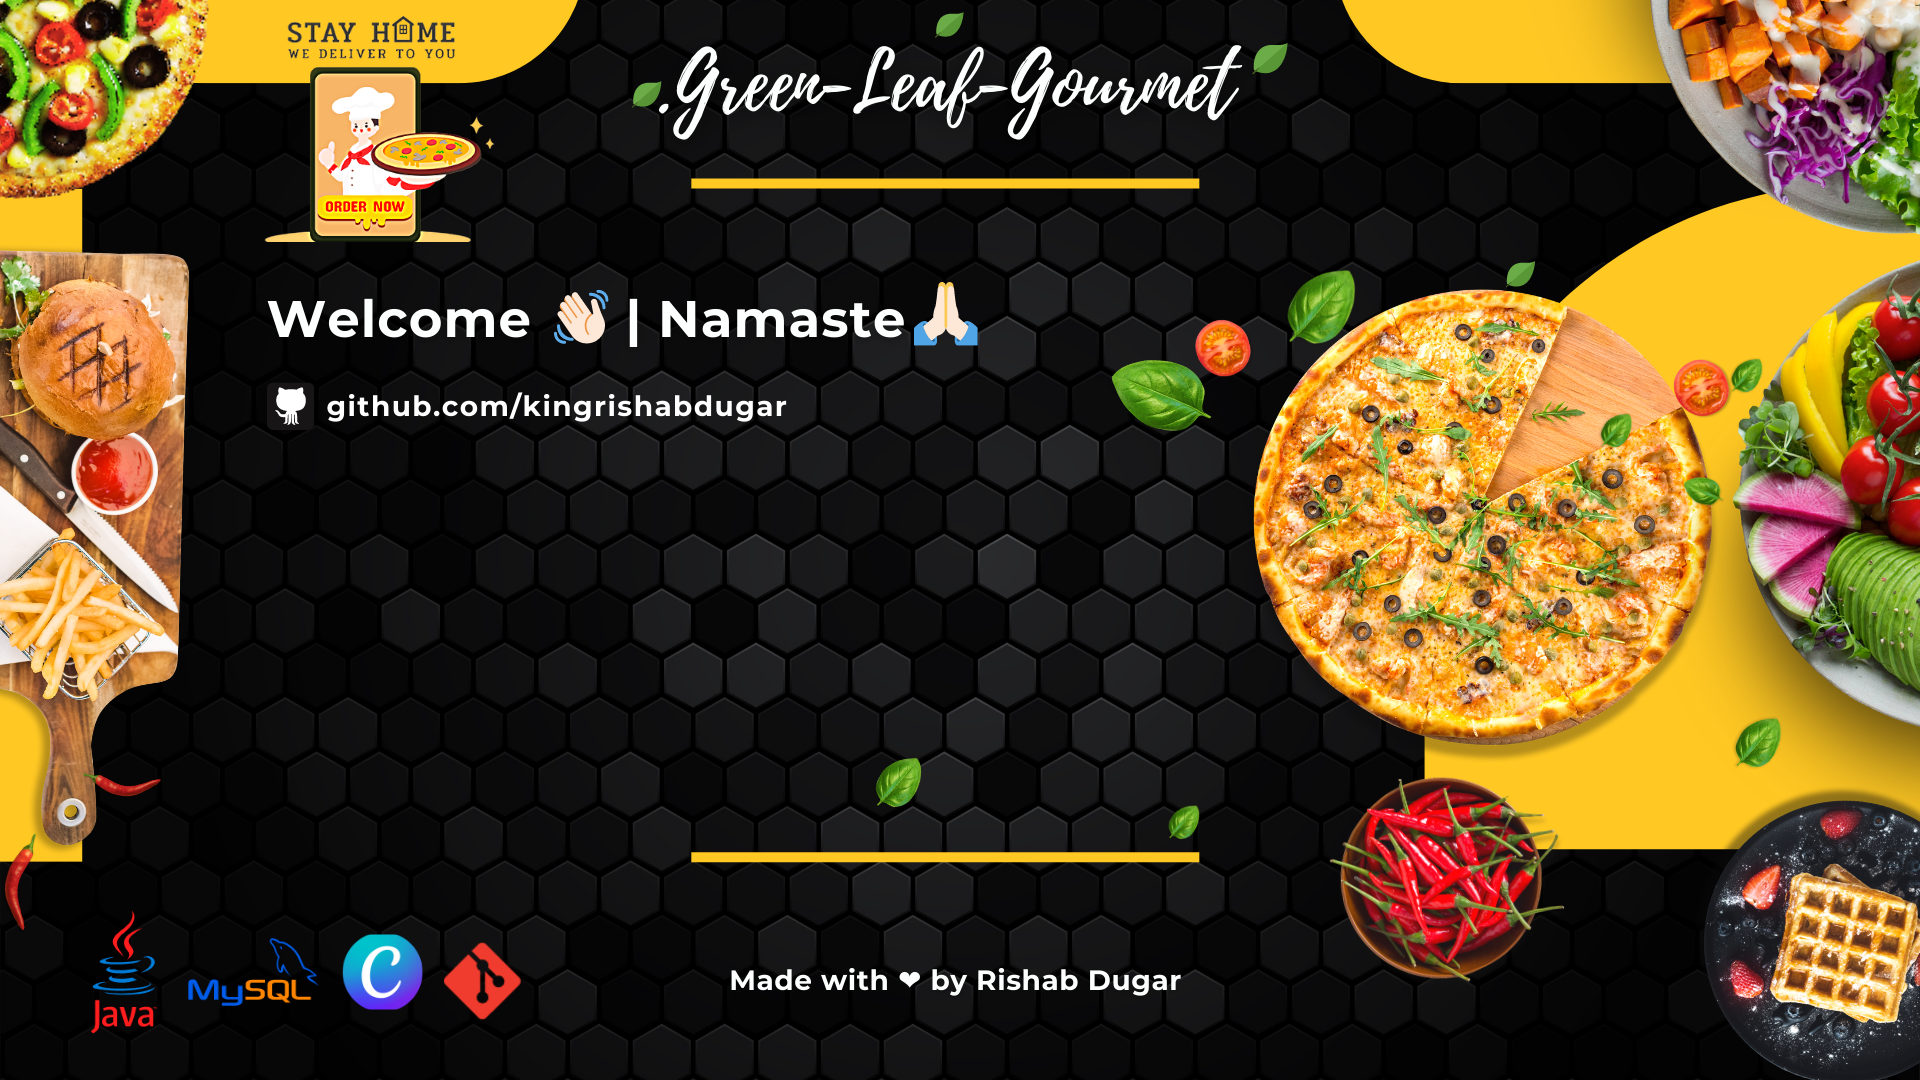 STAY HOME
WE DELIVER TO YOU
ORDER NOW
.Green-Leaf-Gourmet
Welcome 👋🏻 | Namaste 🙏🏻
github.com/kingrishabdugar
Java
MySQL
C
Made with ❤ by Rishab Dugar